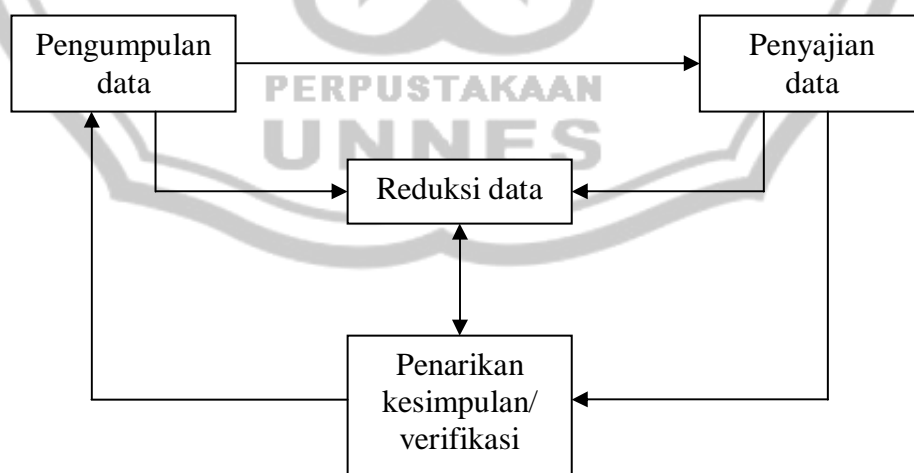 Pengumpulan
data
Penyajian
data
PERPUSTAKAAN
UNNES
Reduksi data
Penarikan
kesimpulan/
verifikasi